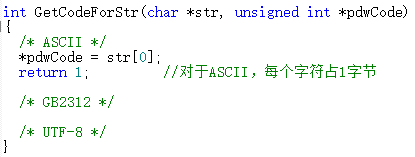 int GetCodeForStr(char *str, unsigned int *pdwCode)
{
    /* ASCII */
    *pdwCode = str[0];
    return 1;        //对于ASCII，每个字符占1字节
    /* GB2312 */
    /* UTF-8 */
}